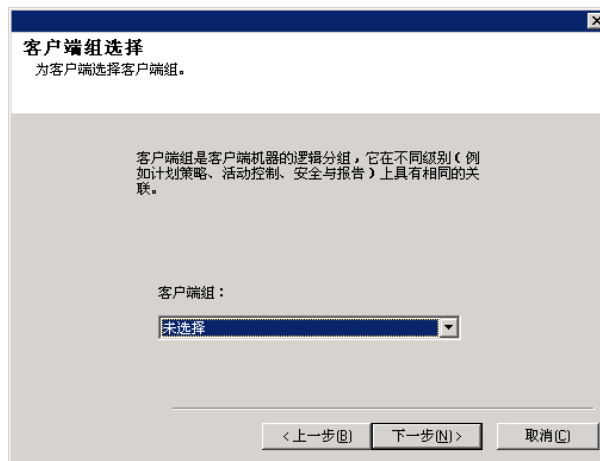 客户端组选择
为客户端选择客户端组。
客户端组是客户端机器的逻辑分组，它在不同级别（例
如计划策略、活动控制、安全与报告）上具有相同的关
联。
客户端组：
未选择
<上一步(B) 下一步(N)> 取消(C)